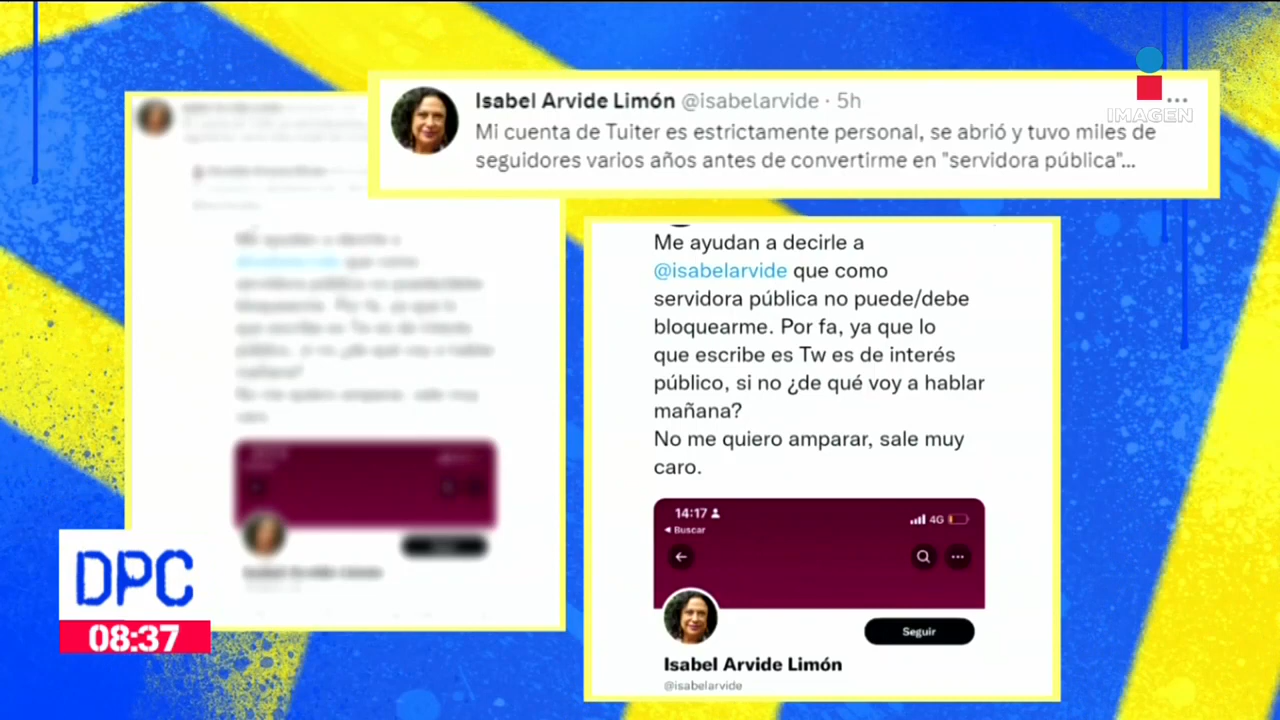 IMAGEN
Isabel Arvide Limón @isabelarvide · 5h
Mi cuenta de Tuiter es estrictamente personal, se abrió y tuvo miles de
seguidores varios años antes de convertirme en "servidora pública"...
Me ayudan a decirle a
@isabelarvide que como
servidora pública no puede/debe
bloquearme. Por fa, ya que lo
que escribe es Tw es de interés
público, si no ¿de qué voy a hablar
mañana?
No me quiero amparar, sale muy
caro.
14:17 4G
Buscar
Seguir
Isabel Arvide Limón
@isabelarvide
DPC
08:37